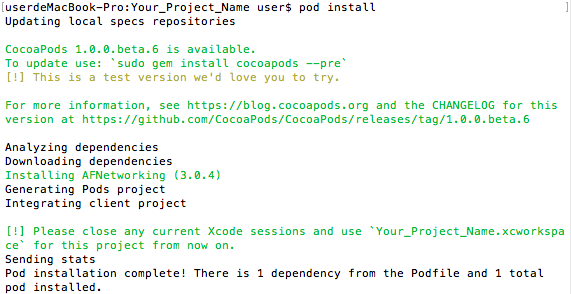 [userdeMacBook-Pro:Your_Project_Name user$ pod install ]
Updating local specs repositories
CocoaPods 1.0.0.beta.6 is available.
To update use: `sudo gem install cocoapods --pre`
[!] This is a test version we'd love you to try.
For more information, see https://blog.cocoapods.org and the CHANGELOG for this
version at https://github.com/CocoaPods/CocoaPods/releases/tag/1.0.0.beta.6
Analyzing dependencies
Downloading dependencies
Installing AFNetworking (3.0.4)
Generating Pods project
Integrating client project
[!] Please close any current Xcode sessions and use `Your_Project_Name.xcworkspa
ce` for this project from now on.
Sending stats
Pod installation complete! There is 1 dependency from the Podfile and 1 total
pod installed.